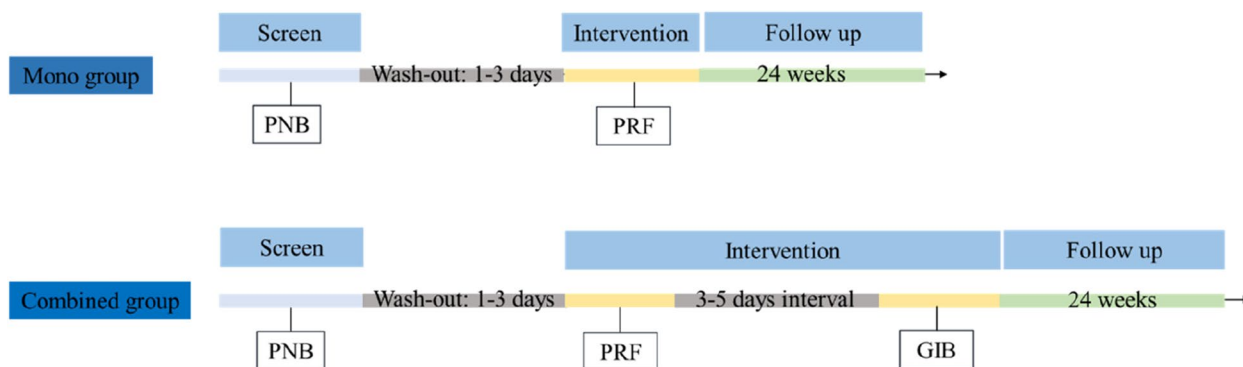 Screen Intervention Follow up
Mono group Wash-out: 1-3 days 24 weeks
PNB PRF
Screen Intervention Follow up
Combined group Wash-out: 1-3 days 3-5 days interval 24 weeks
PNB PRF GIB